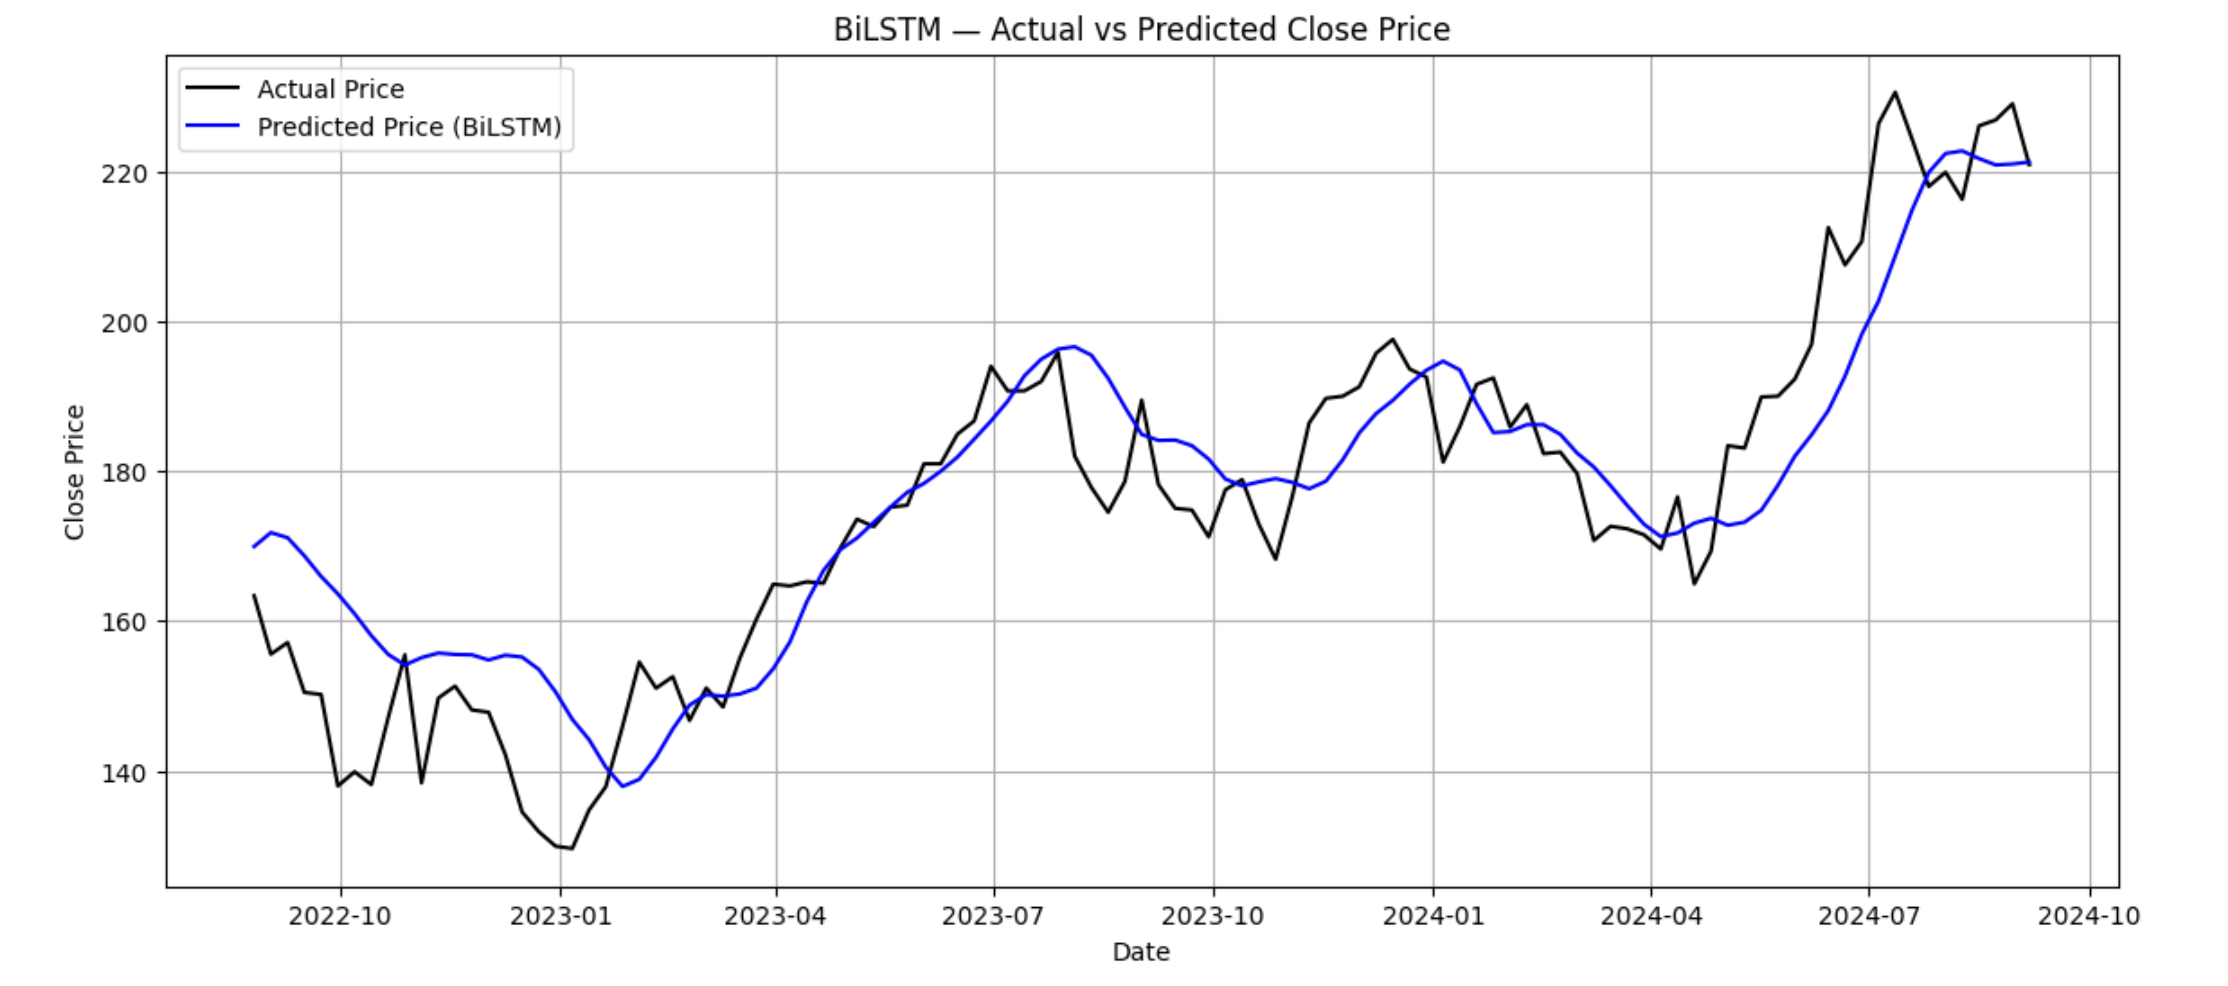 BiLSTM — Actual vs Predicted Close Price
Actual Price
Predicted Price (BiLSTM)
Close Price
220
200
180
160
140
2022-10
2023-01
2023-04
2023-07
2023-10
2024-01
2024-04
2024-07
2024-10
Date